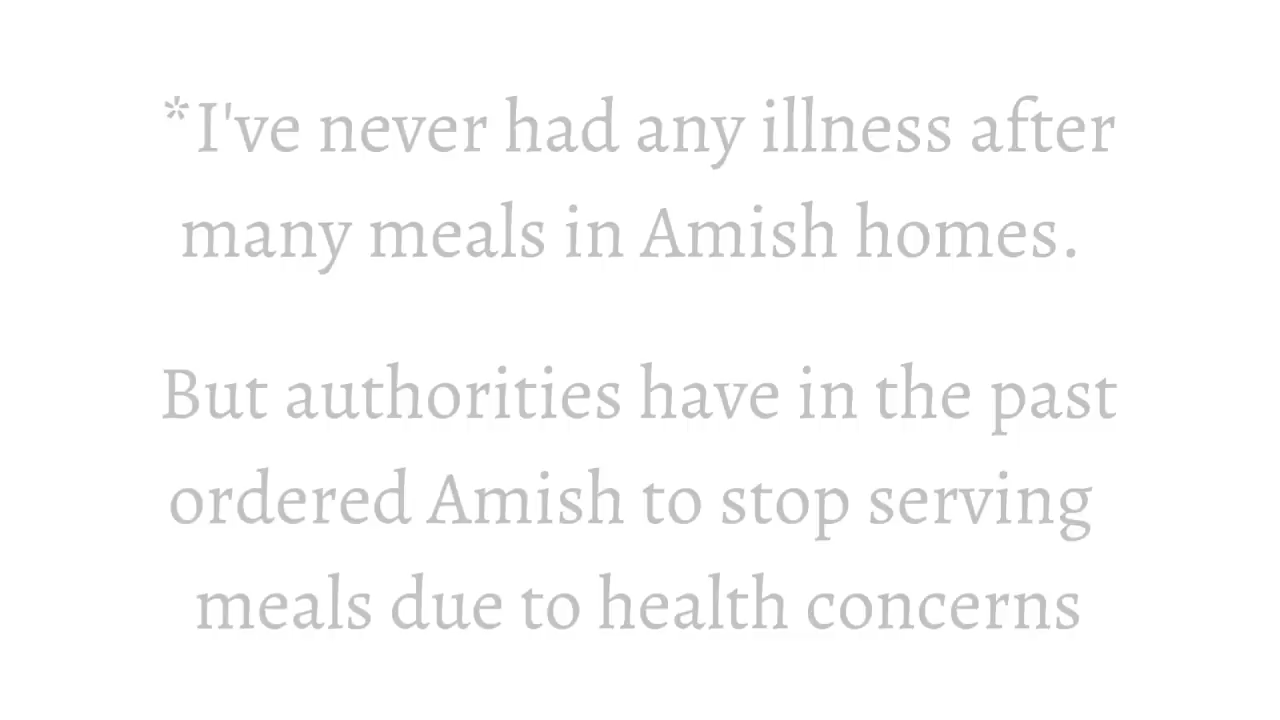 *I've never had any illness after
many meals in Amish homes.
But authorities have in the past
ordered Amish to stop serving
meals due to health concerns